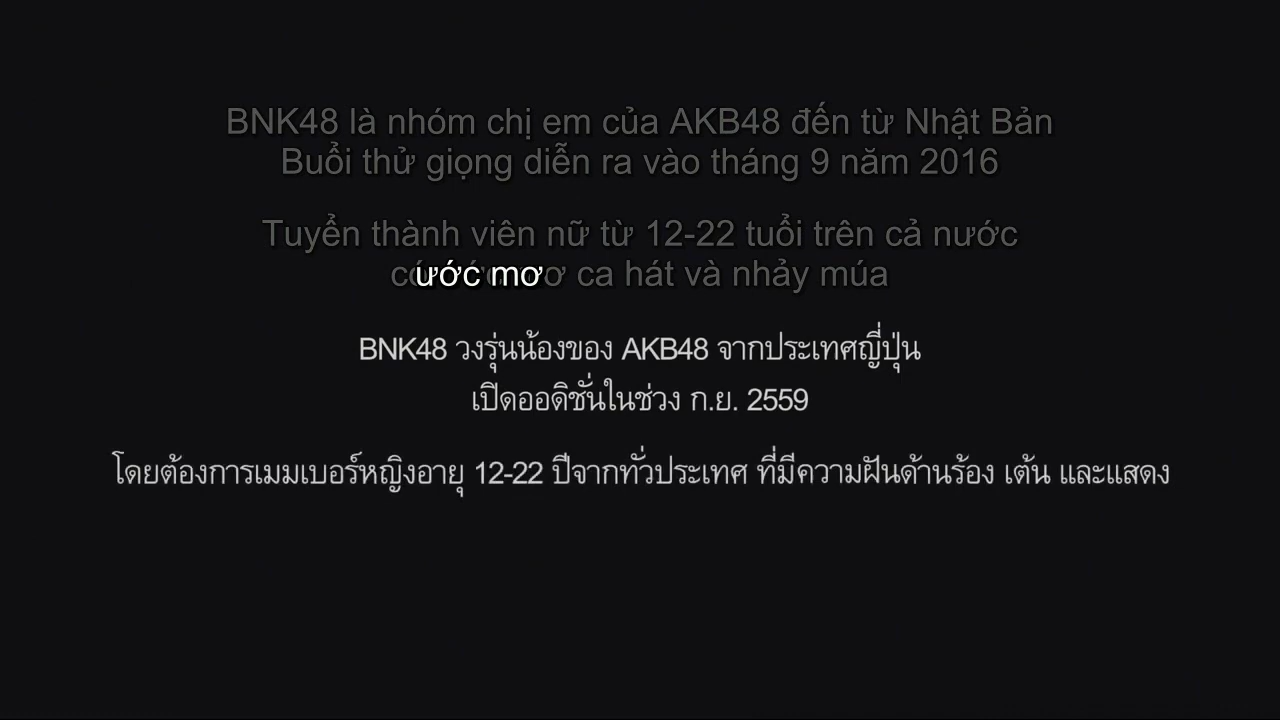 BNK48 là nhóm chị em của AKB48 đến từ Nhật Bản
Buổi thử giọng diễn ra vào tháng 9 năm 2016
Tuyển thành viên nữ từ 12-22 tuổi trên cả nước
có ước mơ ca hát và nhảy múa
BNK48 วงรุ่นน้องของ AKB48 จากประเทศญี่ปุ่น
เปิดออดิชั่นในช่วง ก.ย. 2559
โดยต้องการเมมเบอร์หญิงอายุ 12-22 ปีจากทั่วประเทศ ที่มีความฝันด้านร้อง เต้น และแสดง